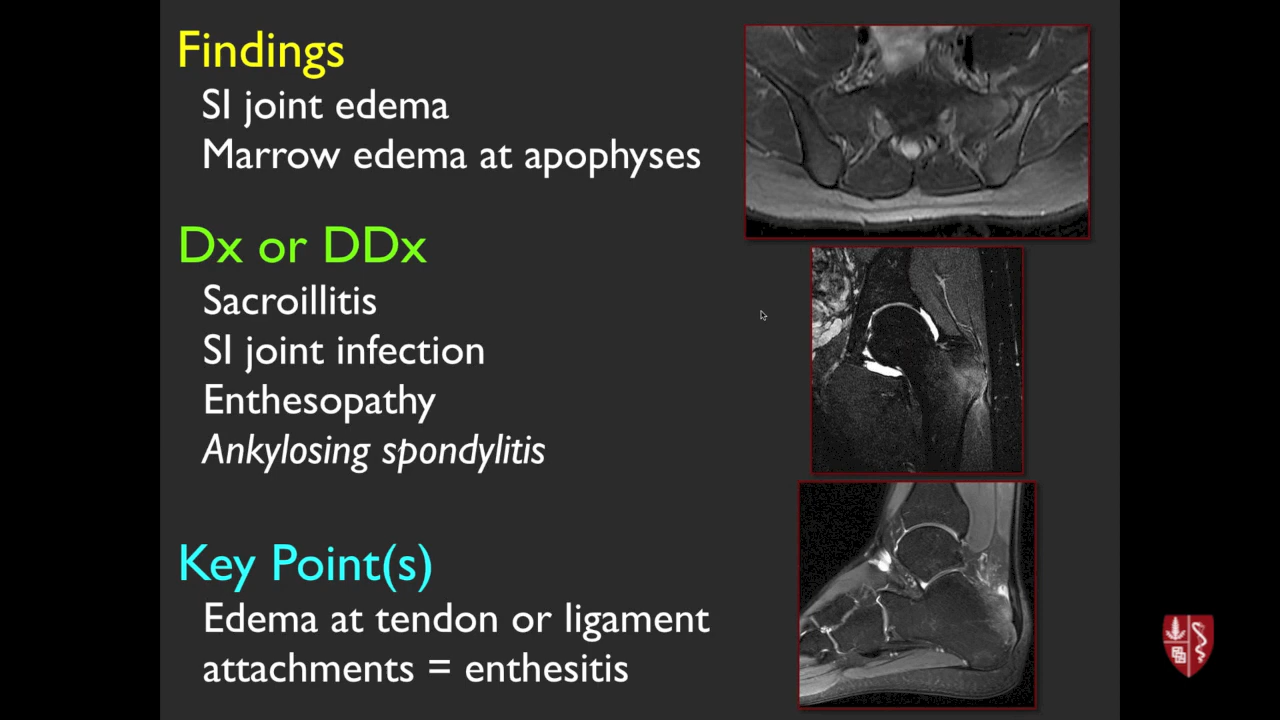 Findings
SI joint edema
Marrow edema at apophyses
Dx or DDx
Sacroillitis
SI joint infection
Enthesopathy
Ankylosing spondylitis
Key Point(s)
Edema at tendon or ligament
attachments = enthesitis